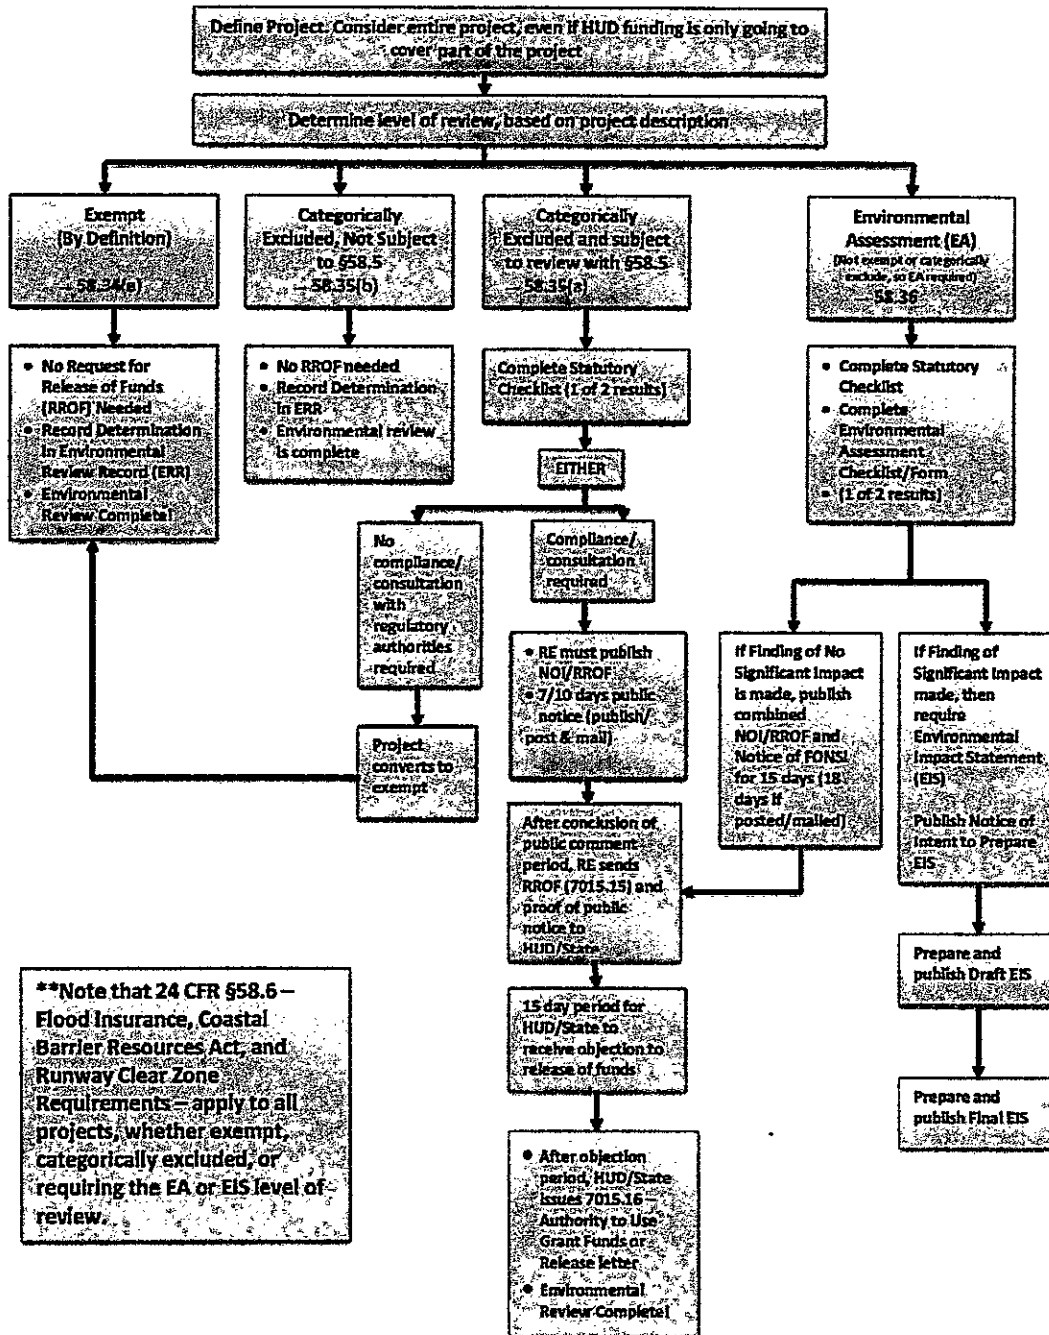 Define Project. Consider entire project, even if HUD funding is only going to
cover part of the project
Determine level of review, based on project description
Exempt
(By Definition)
– 58.34(a)
Categorically
Excluded, Not Subject
to §58.5
– 58.35(b)
Categorically
Excluded and subject
to review with §58.5
– 58.35(a)
Environmental
Assessment (EA)
(Not exempt or categorically
exclude, so EA required)
– 58.36
• No Request for
Release of Funds
(RROF) Needed
• Record Determination
in Environmental
Review Record (ERR)
• Environmental
Review Complete!
• No RROF needed
• Record Determination
in ERR
• Environmental review
is complete
Complete Statutory
Checklist (1 of 2 results)
• Complete Statutory
Checklist
• Complete
Environmental
Assessment
Checklist/Form
• (1 of 2 results)
EITHER
No
compliance/
consultation
with
regulatory
authorities
required
Compliance/
consultation
required
Project
converts to
exempt
• RE must publish
NOI/RROF
• 7/10 days public
notice (publish/
post & mail)
If Finding of No
Significant Impact
is made, publish
combined
NOI/RROF and
Notice of FONSI
for 15 days (18
days if
posted/mailed)
If Finding of
Significant Impact
made, then
require
Environmental
Impact Statement
(EIS)
Publish Notice of
Intent to Prepare
EIS
After conclusion of
public comment
period, RE sends
RROF (7015.15) and
proof of public
notice to
HUD/State
Prepare and
publish Draft EIS
15 day period for
HUD/State to
receive objection to
release of funds
Prepare and
publish Final EIS
• After objection
period, HUD/State
issues 7015.16 –
Authority to Use
Grant Funds or
Release letter
• Environmental
Review Complete!
**Note that 24 CFR §58.6 –
Flood Insurance, Coastal
Barrier Resources Act, and
Runway Clear Zone
Requirements – apply to all
projects, whether exempt,
categorically excluded, or
requiring the EA or EIS level of
review.